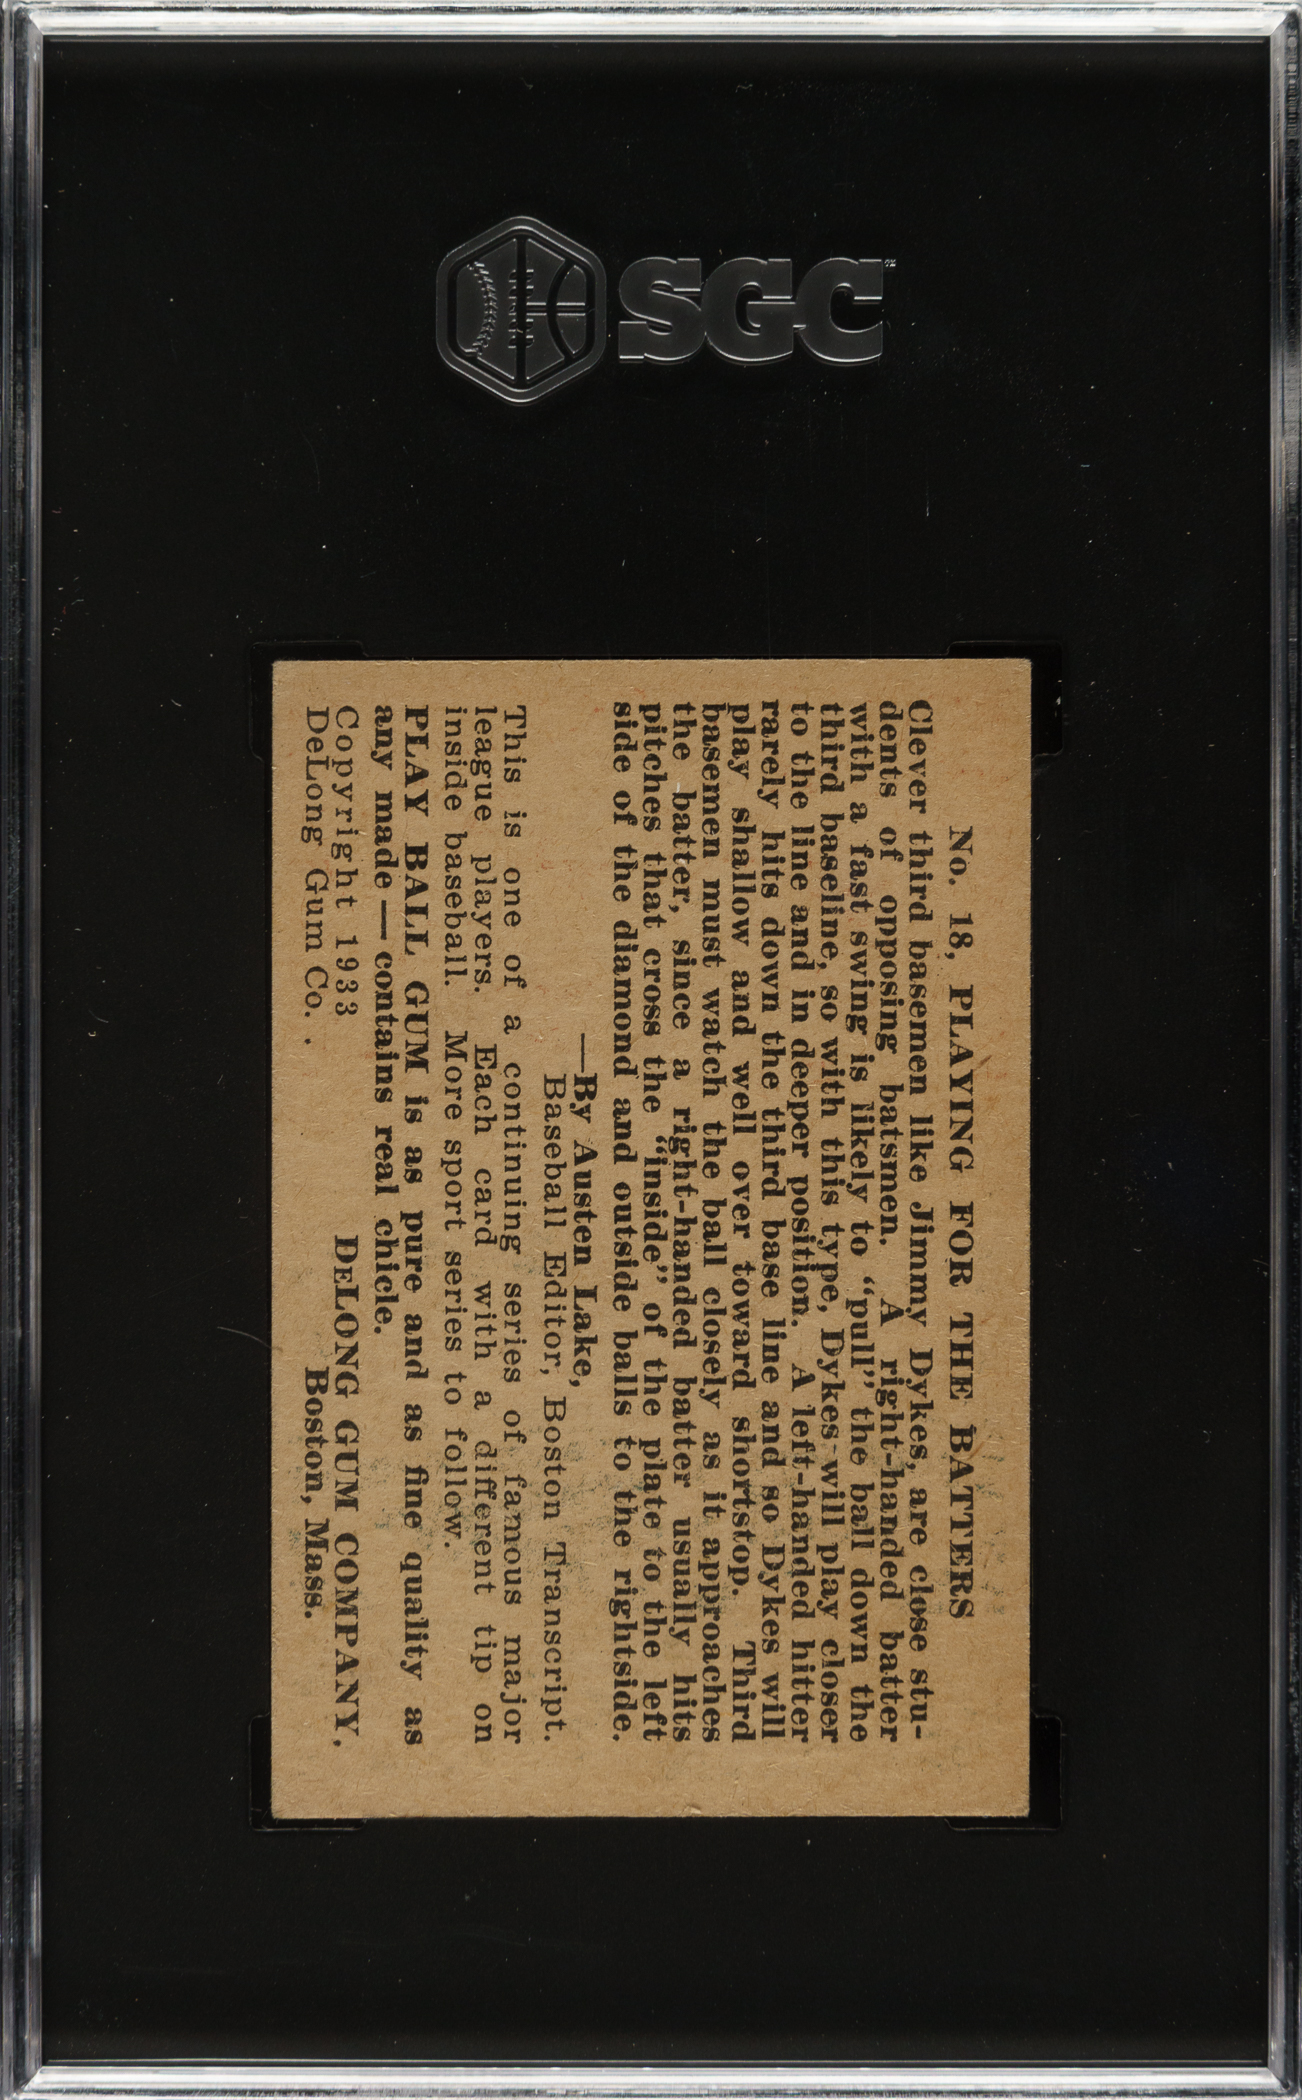 SGC
No. 18, PLAYING FOR THE BATTERS
Clever third basemen like Jimmy Dykes, are close stu-
dents of opposing batsmen. A right-handed batter
with a fast swing is likely to “pull” the ball down the
third baseline, so with this type, Dykes will play closer
to the line and in deeper position. A left-handed hitter
rarely hits down the third base line and so Dykes will
play shallow and well over toward shortstop. Third
basemen must watch the ball closely as it approaches
the batter, since a right-handed batter usually hits
pitches that cross the “inside” of the plate to the left
side of the diamond and outside balls to the rightside.
—By Austen Lake,
Baseball Editor, Boston Transcript.
This is one of a continuing series of famous major
league players. Each card with a different tip on
inside baseball. More sport series to follow.
PLAY BALL GUM is as pure and as fine quality as
any made — contains real chicle.
DELONG GUM COMPANY.
Copyright 1933
DeLong Gum Co.
Boston, Mass.